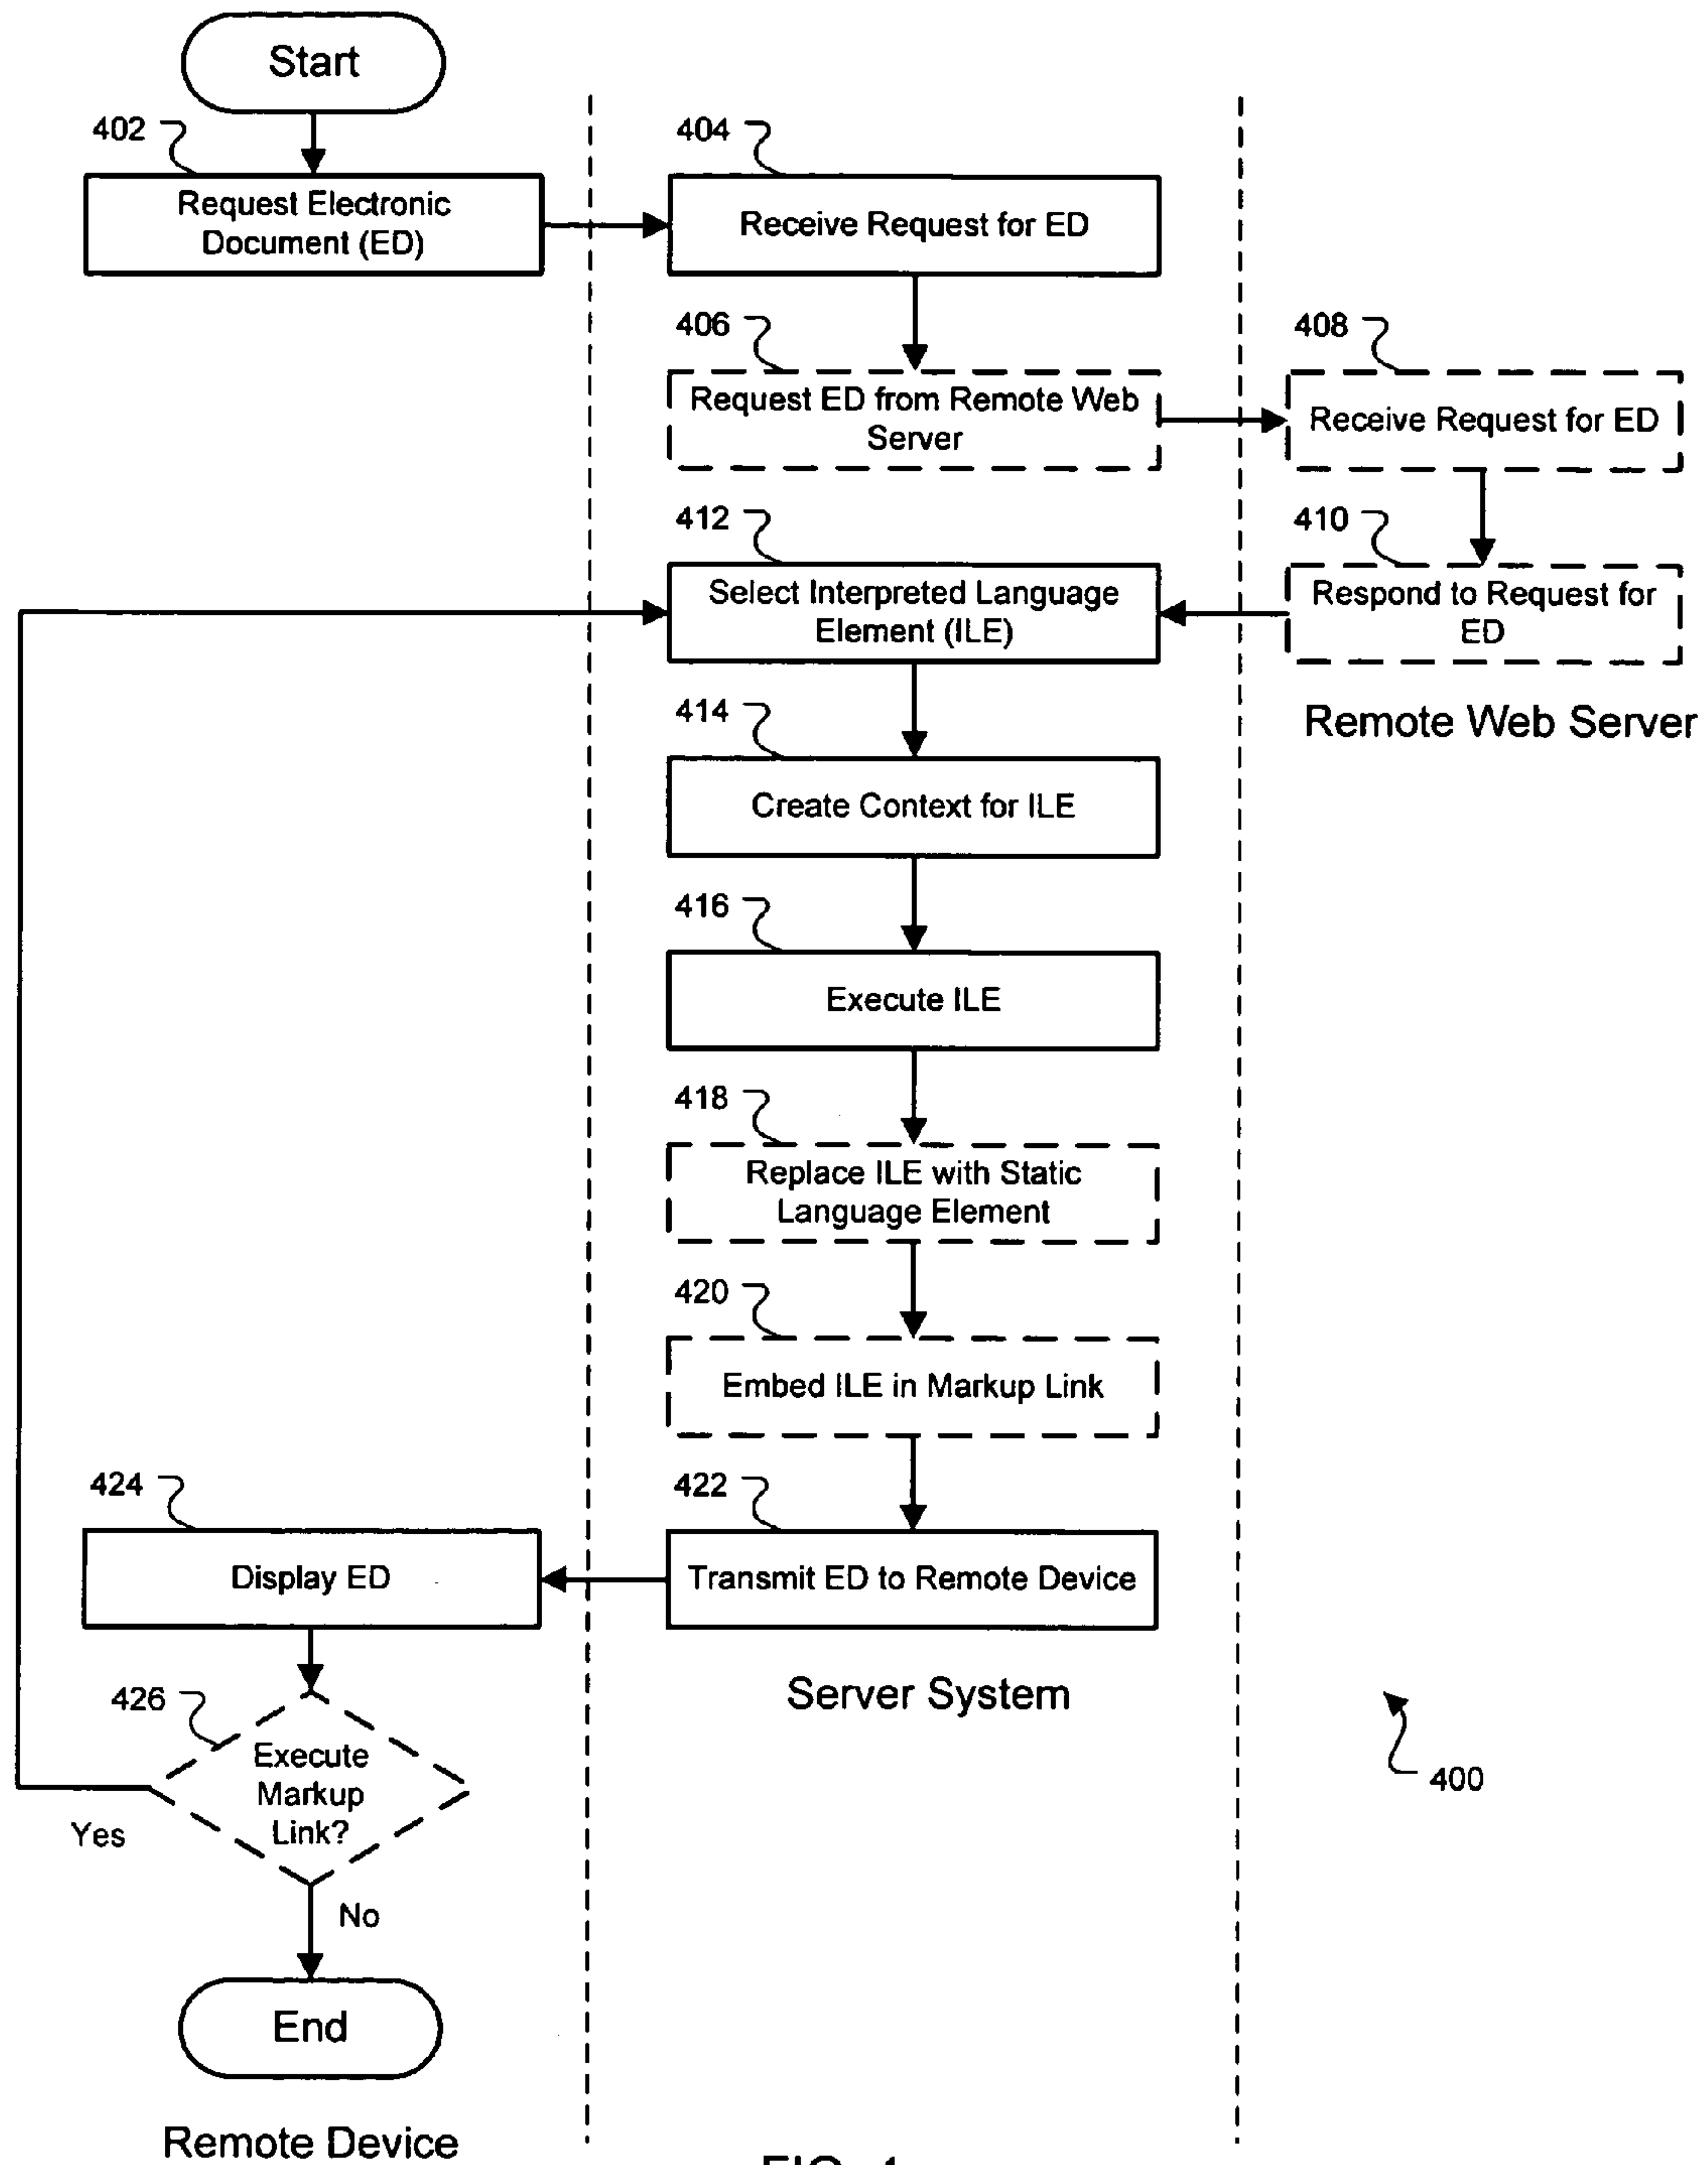 Start
402
Request Electronic
Document (ED)
404
Receive Request for ED
406
Request ED from Remote Web
Server
408
Receive Request for ED
410
Respond to Request for
ED
Remote Web Server
412
Select Interpreted Language
Element (ILE)
414
Create Context for ILE
416
Execute ILE
418
Replace ILE with Static
Language Element
420
Embed ILE in Markup Link
422
Transmit ED to Remote Device
Server System
424
Display ED
426
Execute
Markup
Link?
Yes
No
End
Remote Device
400